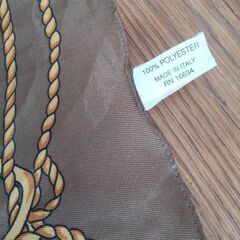 100% POLYESTER
MADE IN ITALY
RN 16634